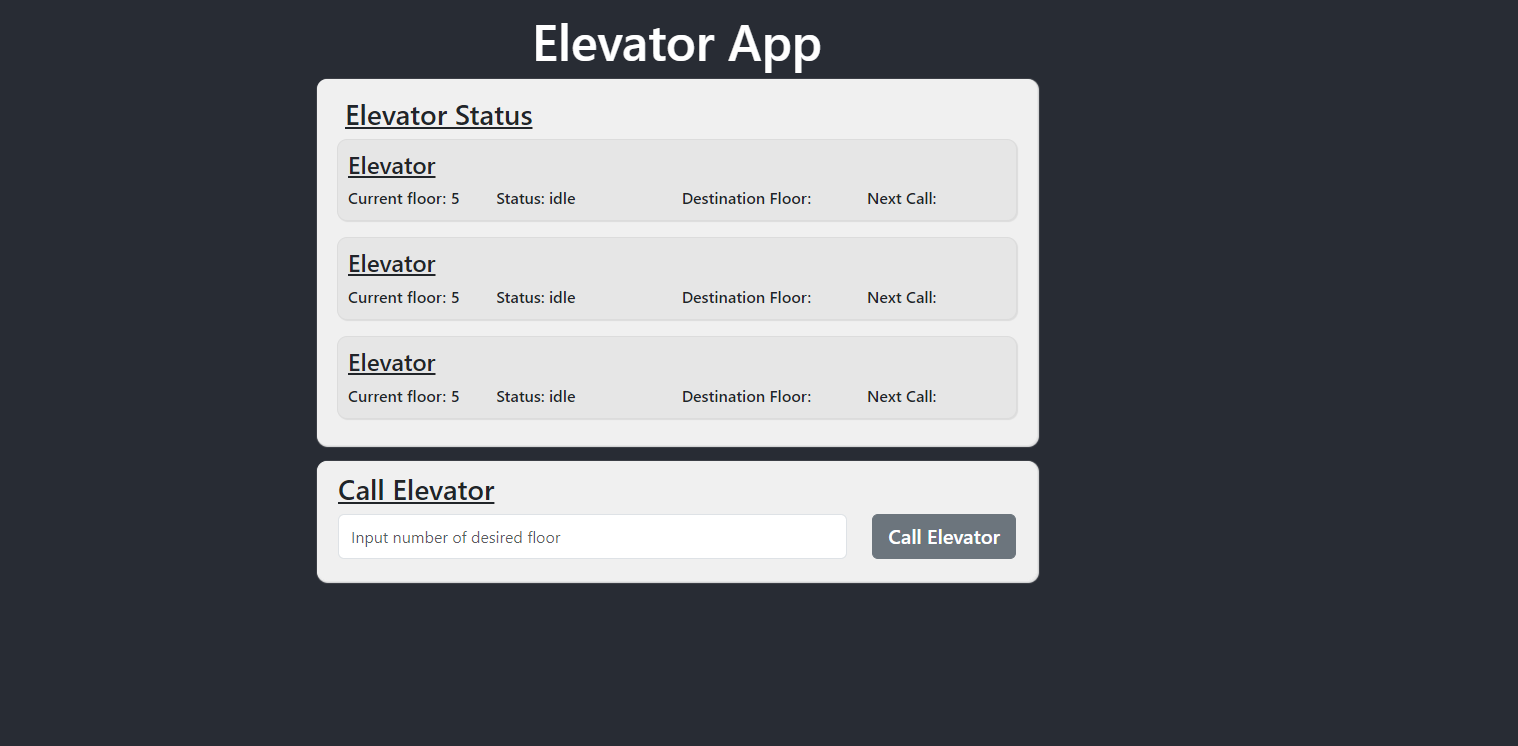 Elevator App
Elevator Status
Elevator
Current floor: 5 Status: idle Destination Floor: Next Call:
Elevator
Current floor: 5 Status: idle Destination Floor: Next Call:
Elevator
Current floor: 5 Status: idle Destination Floor: Next Call:
Call Elevator
Input number of desired floor Call Elevator